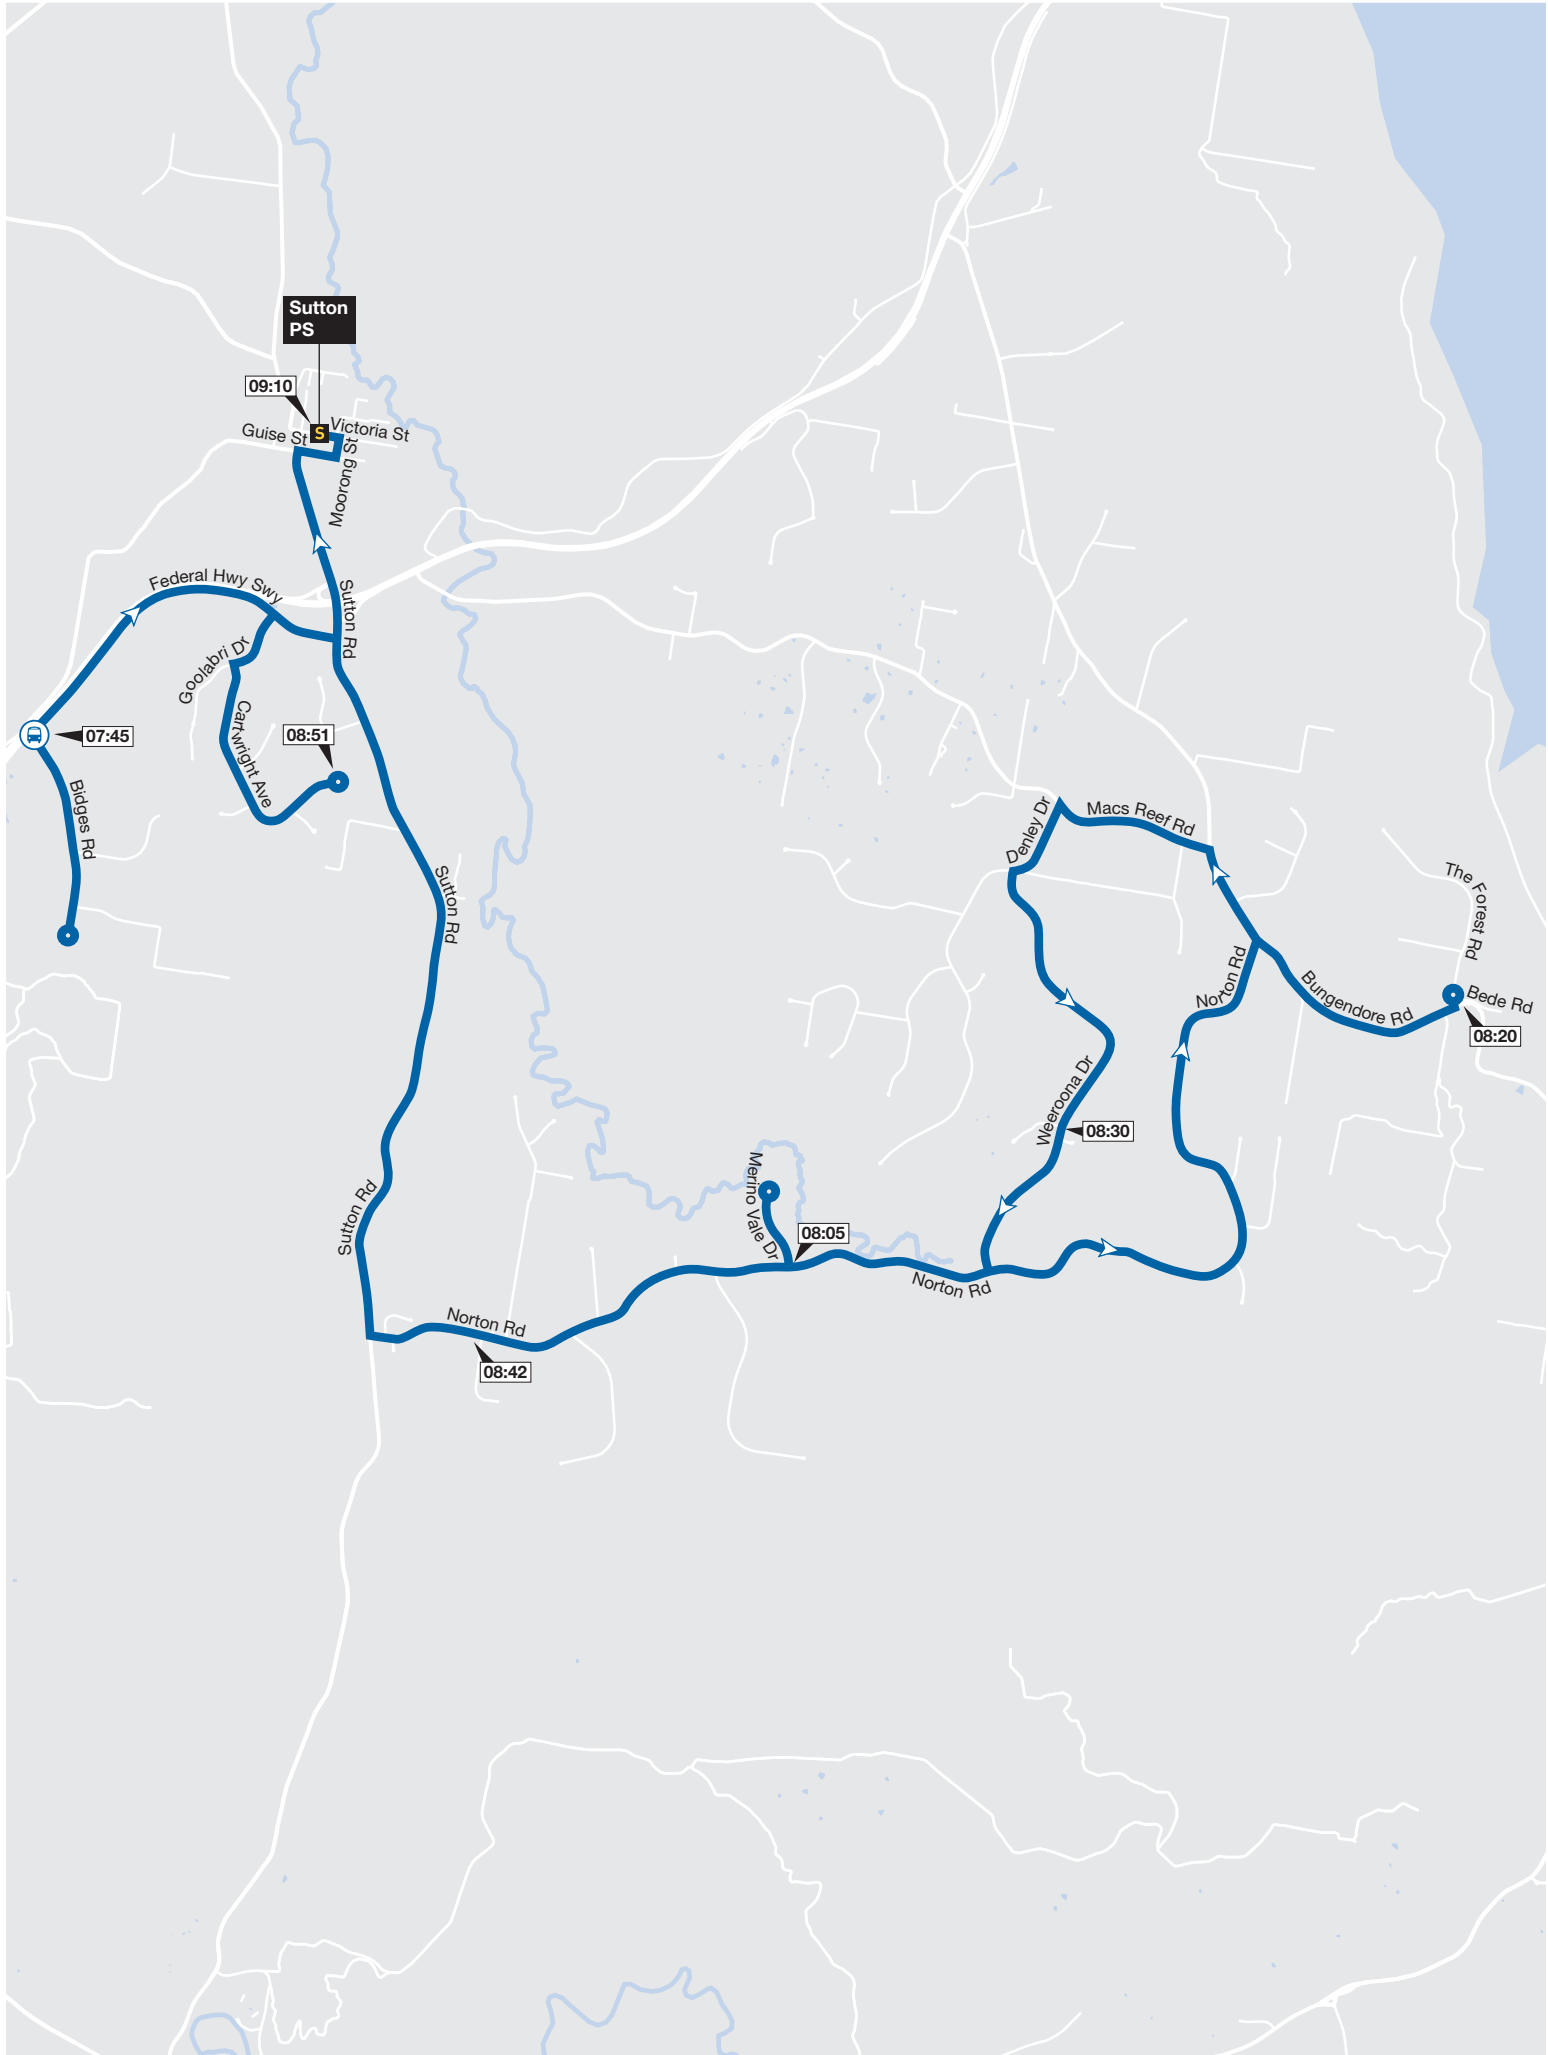 Sutton
PS
09:10
Victoria St
Guise St
Moorong St
Federal Hwy Swy
Sutton Rd
Goolabri Dr
Cartwright Ave
07:45
08:51
Bidges Rd
Macs Reef Rd
Denley Dr
Sutton Rd
The Forest Rd
Norton Rd
Bungendore Rd
Bede Rd
08:20
Weeroona Dr
08:30
Merino Vale Dr
Sutton Rd
08:05
Norton Rd
Norton Rd
08:42
S